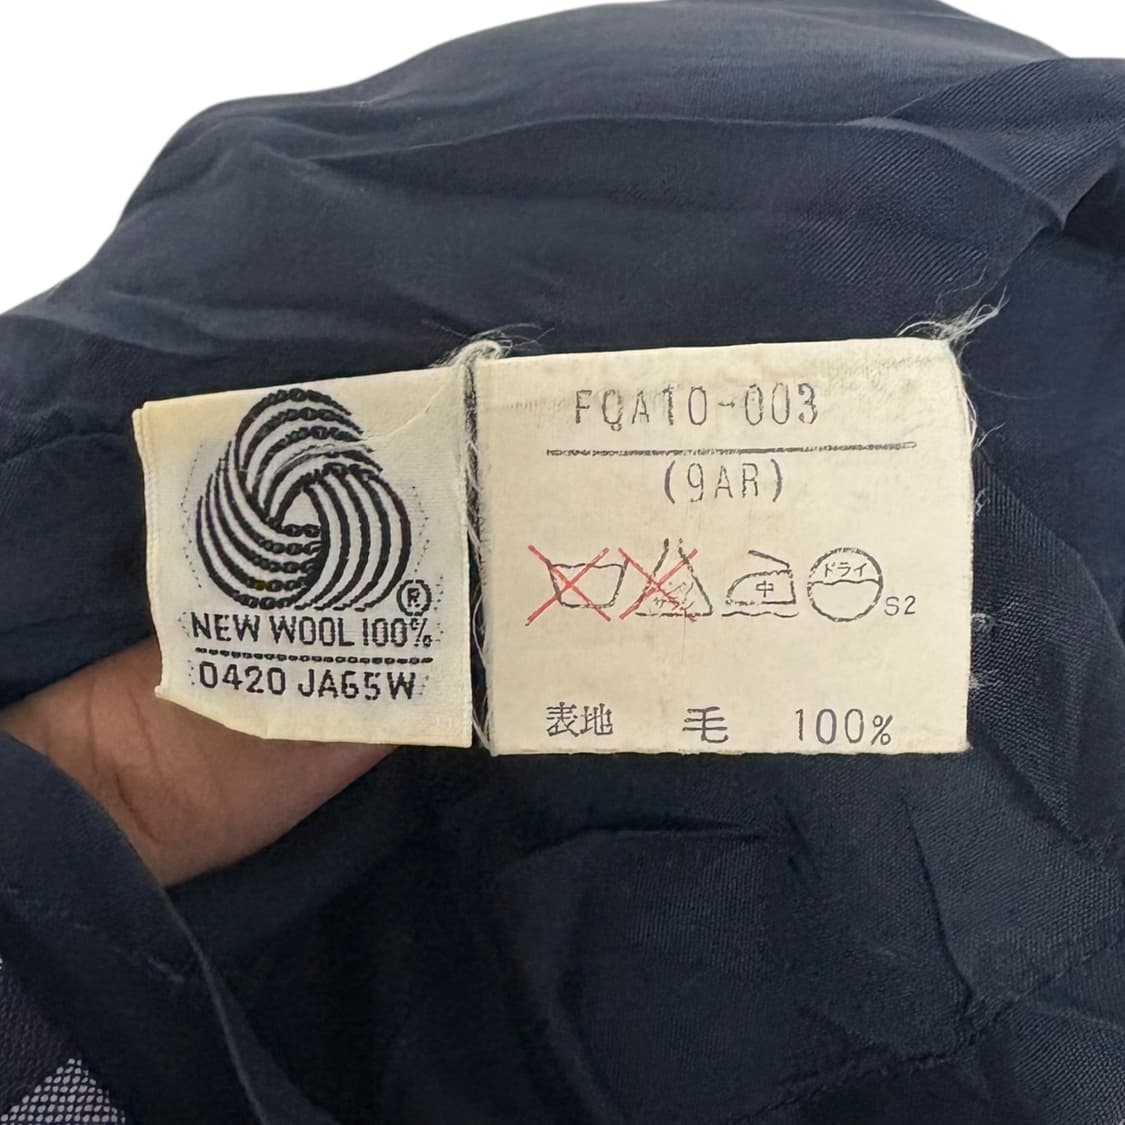 ®
NEW WOOL 100%
0420 JA65W
FQA10-003
(9AR)
中
ドライ
S2
表地 毛 100%